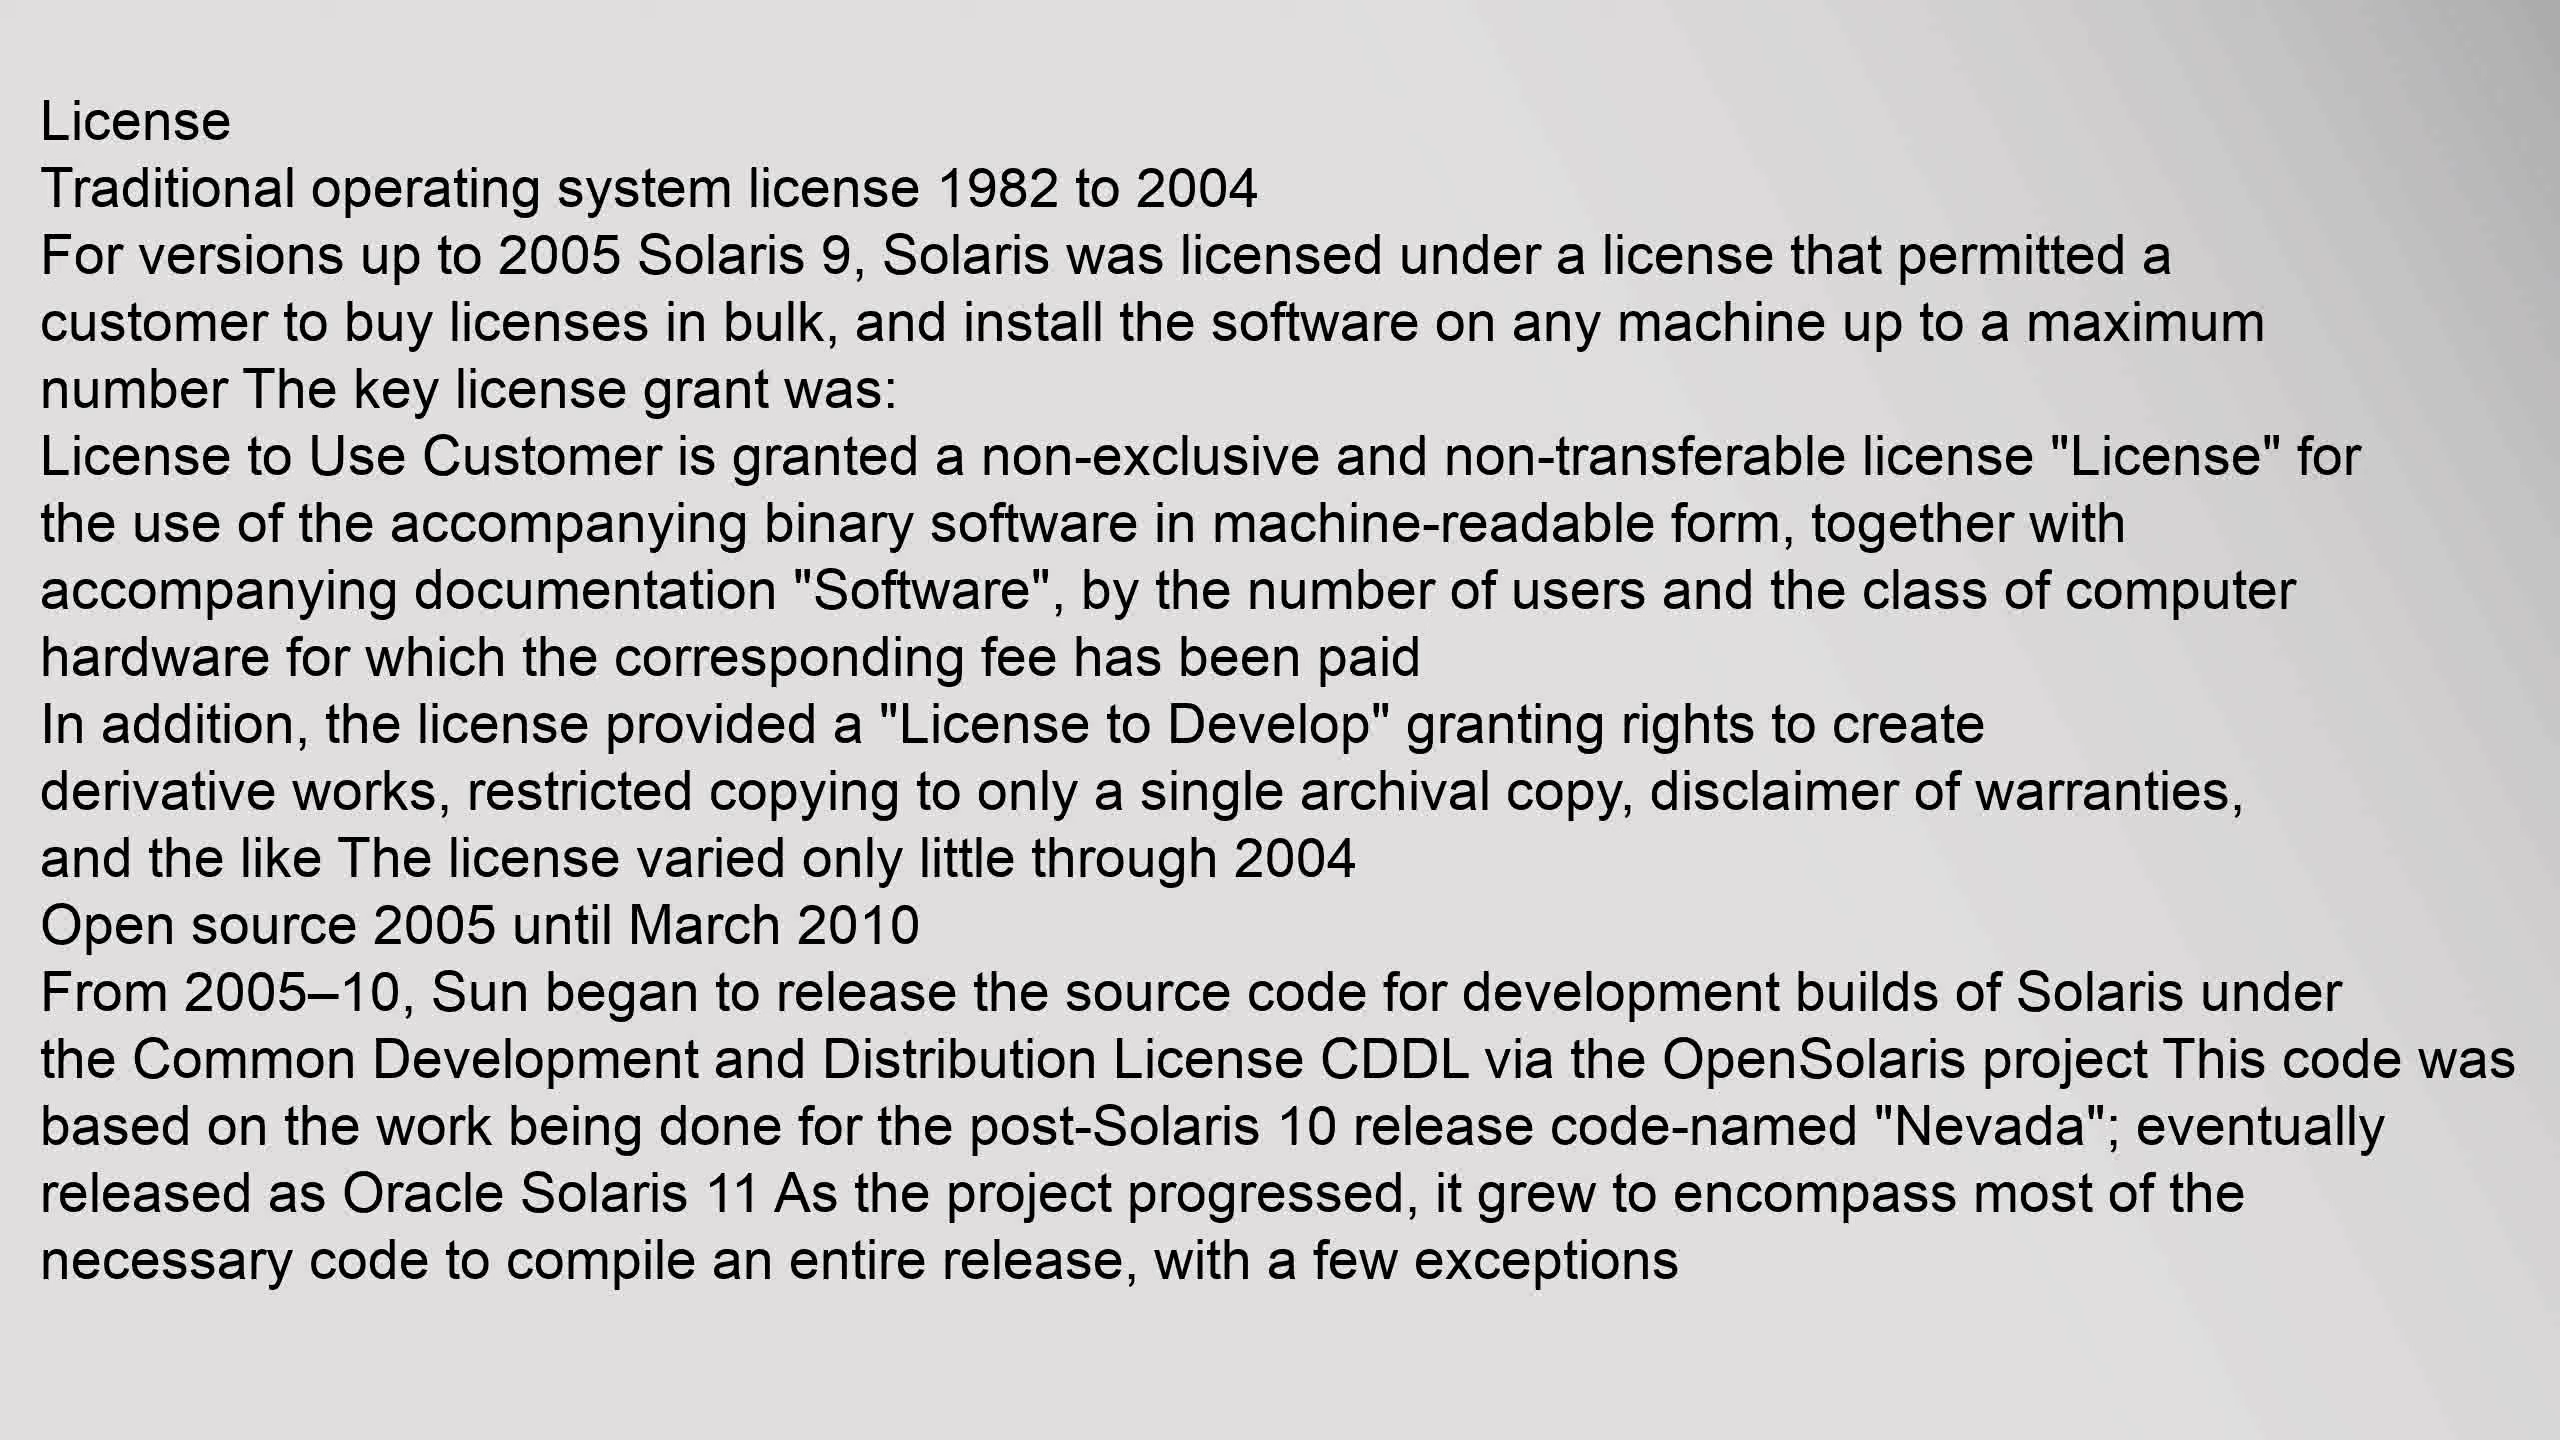 License
Traditional operating system license 1982 to 2004
For versions up to 2005 Solaris 9, Solaris was licensed under a license that permitted a
customer to buy licenses in bulk, and install the software on any machine up to a maximum
number The key license grant was:
License to Use Customer is granted a non-exclusive and non-transferable license "License" for
the use of the accompanying binary software in machine-readable form, together with
accompanying documentation "Software", by the number of users and the class of computer
hardware for which the corresponding fee has been paid
In addition, the license provided a "License to Develop" granting rights to create
derivative works, restricted copying to only a single archival copy, disclaimer of warranties,
and the like The license varied only little through 2004
Open source 2005 until March 2010
From 2005–10, Sun began to release the source code for development builds of Solaris under
the Common Development and Distribution License CDDL via the OpenSolaris project This code was
based on the work being done for the post-Solaris 10 release code-named "Nevada"; eventually
released as Oracle Solaris 11 As the project progressed, it grew to encompass most of the
necessary code to compile an entire release, with a few exceptions